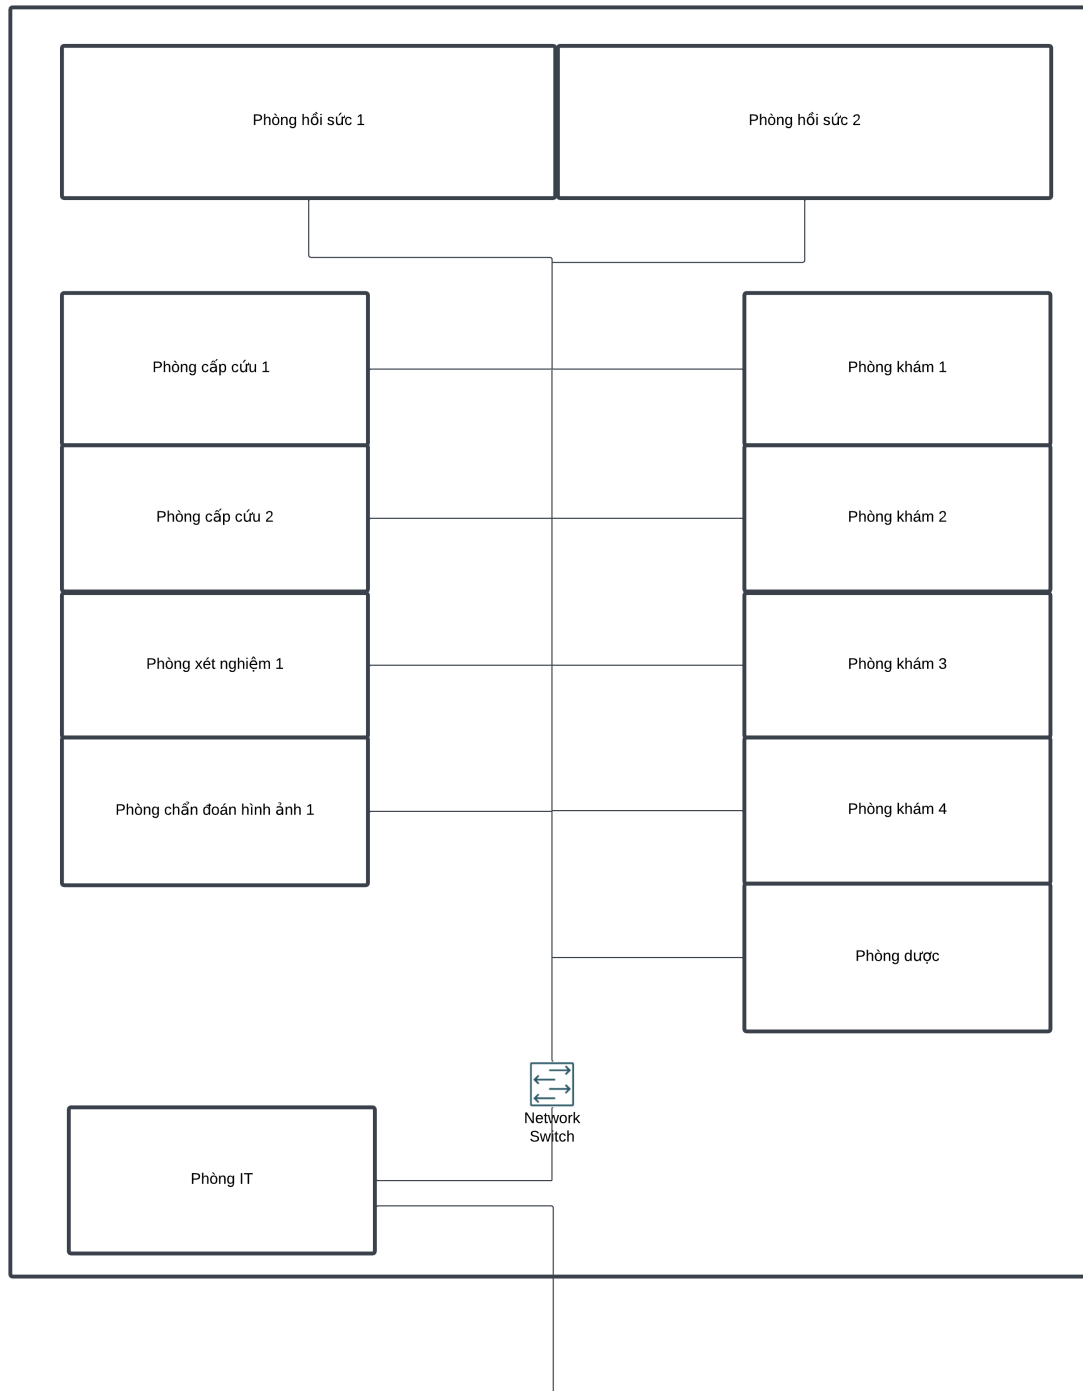 Phòng hồi sức 1
Phòng hồi sức 2
Phòng cấp cứu 1
Phòng khám 1
Phòng cấp cứu 2
Phòng khám 2
Phòng xét nghiệm 1
Phòng khám 3
Phòng chẩn đoán hình ảnh 1
Phòng khám 4
Phòng dược
Network
Switch
Phòng IT